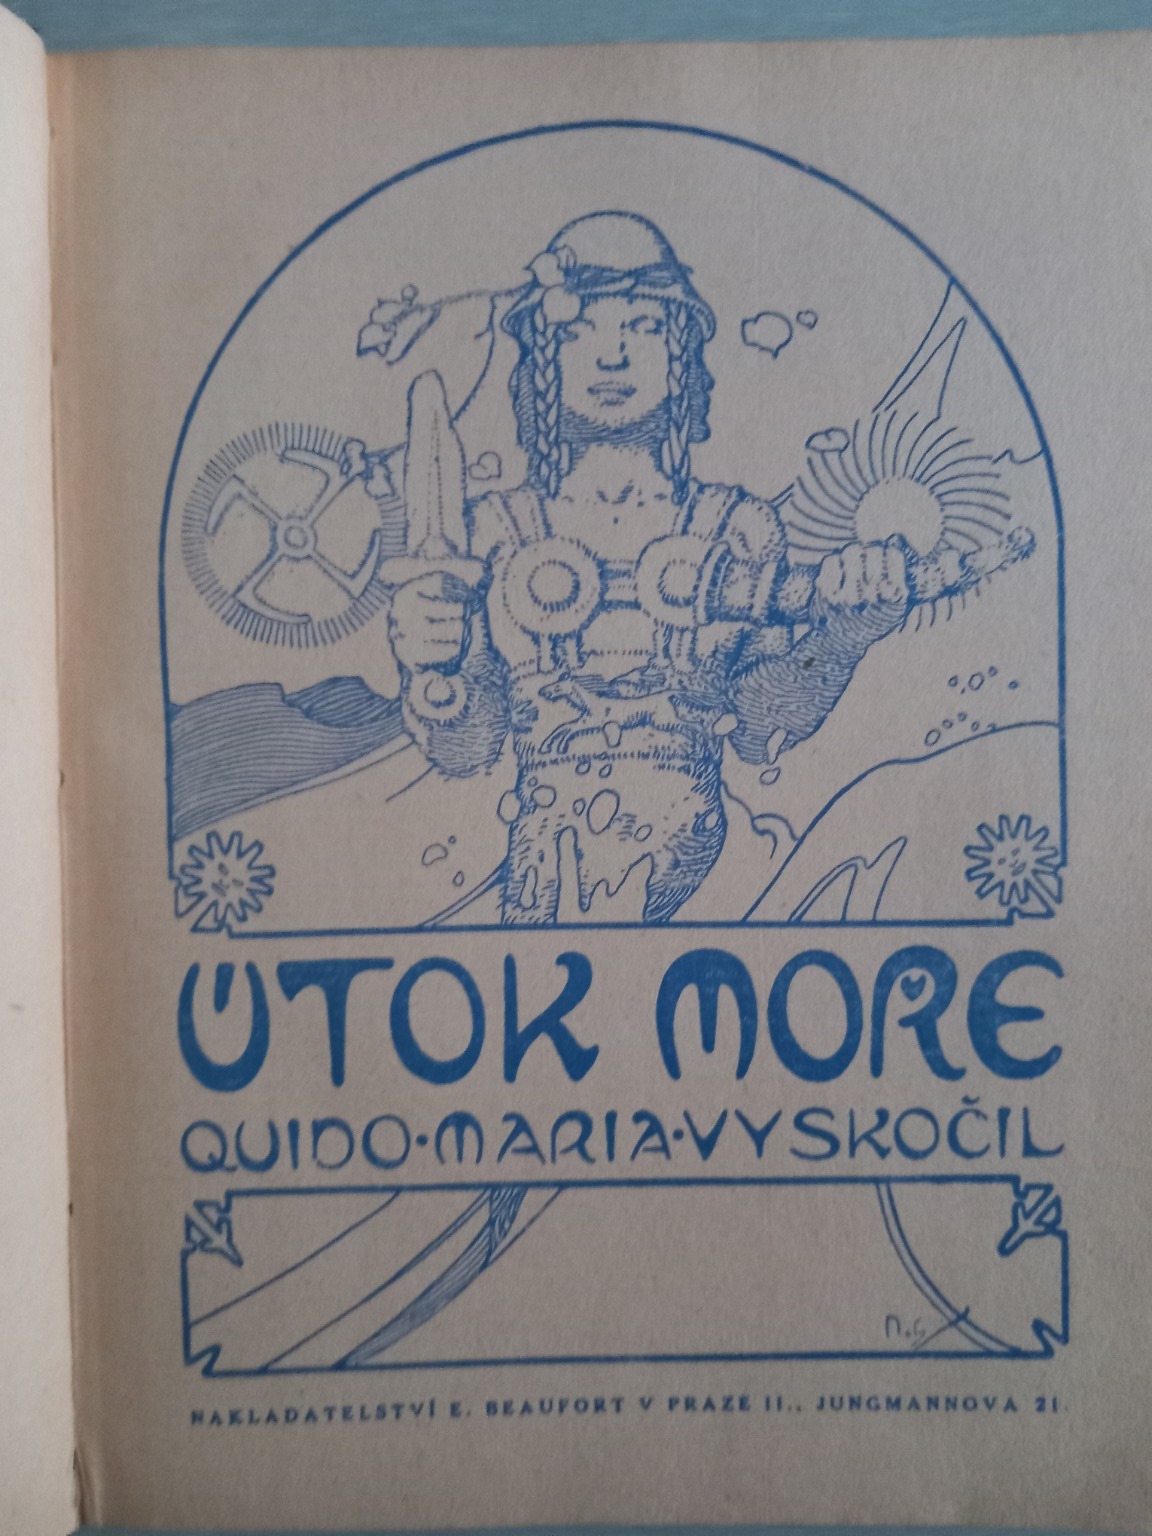 ÚTOK MOŘE
QUIDO·MARIA·VYSKOČIL
NAKLADATELSTVÍ E. BEAUFORT V PRAZE II., JUNGMANNOVA 21.